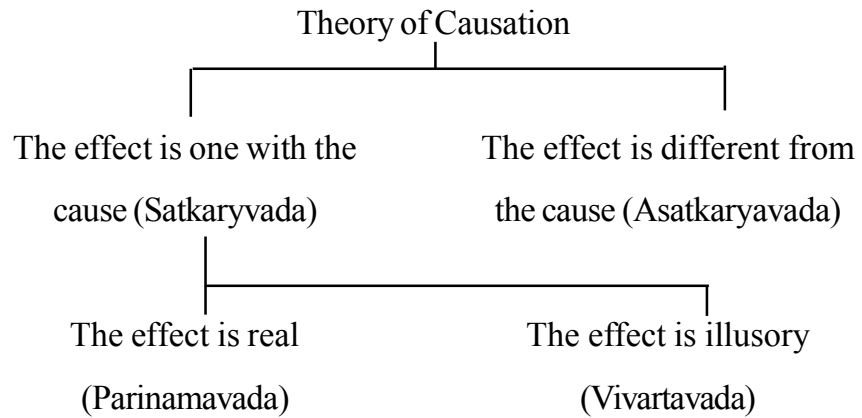 Theory of Causation
The effect is one with the
cause (Satkaryvada)
The effect is different from
the cause (Asatkaryavada)
The effect is real
(Parinamavada)
The effect is illusory
(Vivartavada)